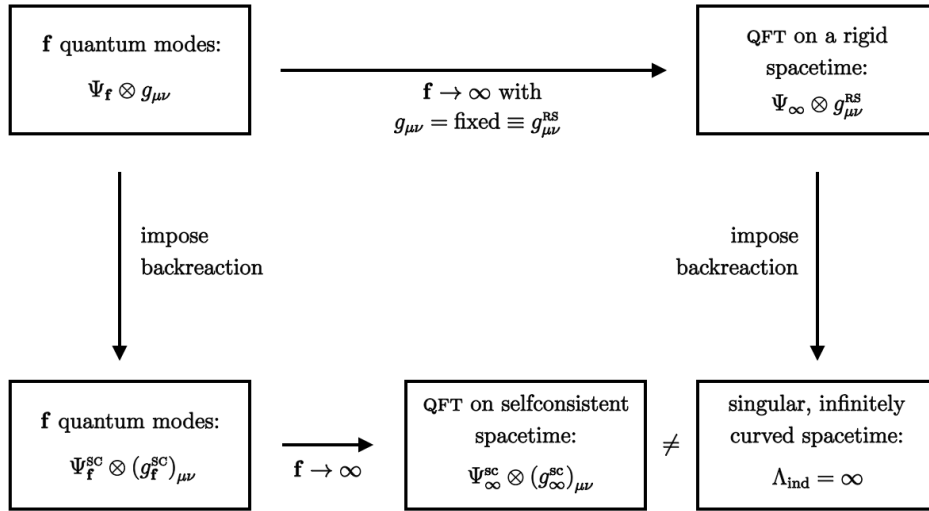 f quantum modes:
Ψ_f ⊗ g_μν
QFT on a rigid
spacetime:
Ψ_∞ ⊗ g^RS_μν
f → ∞ with
g_μν = fixed ≡ g^RS_μν
impose
backreaction
impose
backreaction
f quantum modes:
Ψ^SC_f ⊗ (g^SC_f)_μν
f → ∞
QFT on selfconsistent
spacetime:
Ψ^SC_∞ ⊗ (g^SC_∞)_μν
≠
singular, infinitely
curved spacetime:
Λ_ind = ∞